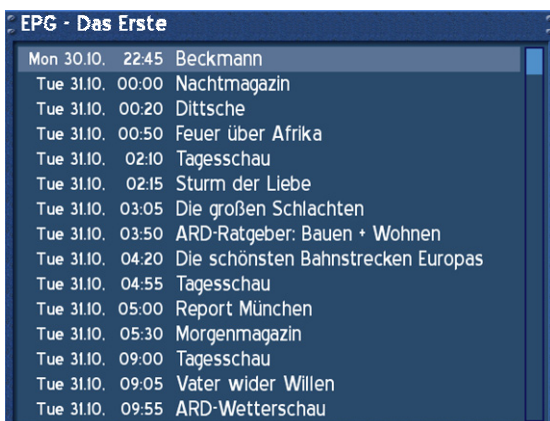 EPG - Das Erste
Mon 30.10. 22:45 Beckmann
Tue 31.10. 00:00 Nachtmagazin
Tue 31.10. 00:20 Dittsche
Tue 31.10. 00:50 Feuer über Afrika
Tue 31.10. 02:10 Tagesschau
Tue 31.10. 02:15 Sturm der Liebe
Tue 31.10. 03:05 Die großen Schlachten
Tue 31.10. 03:50 ARD-Ratgeber: Bauen + Wohnen
Tue 31.10. 04:20 Die schönsten Bahnstrecken Europas
Tue 31.10. 04:55 Tagesschau
Tue 31.10. 05:00 Report München
Tue 31.10. 05:30 Morgenmagazin
Tue 31.10. 09:00 Tagesschau
Tue 31.10. 09:05 Vater wider Willen
Tue 31.10. 09:55 ARD-Wetterschau